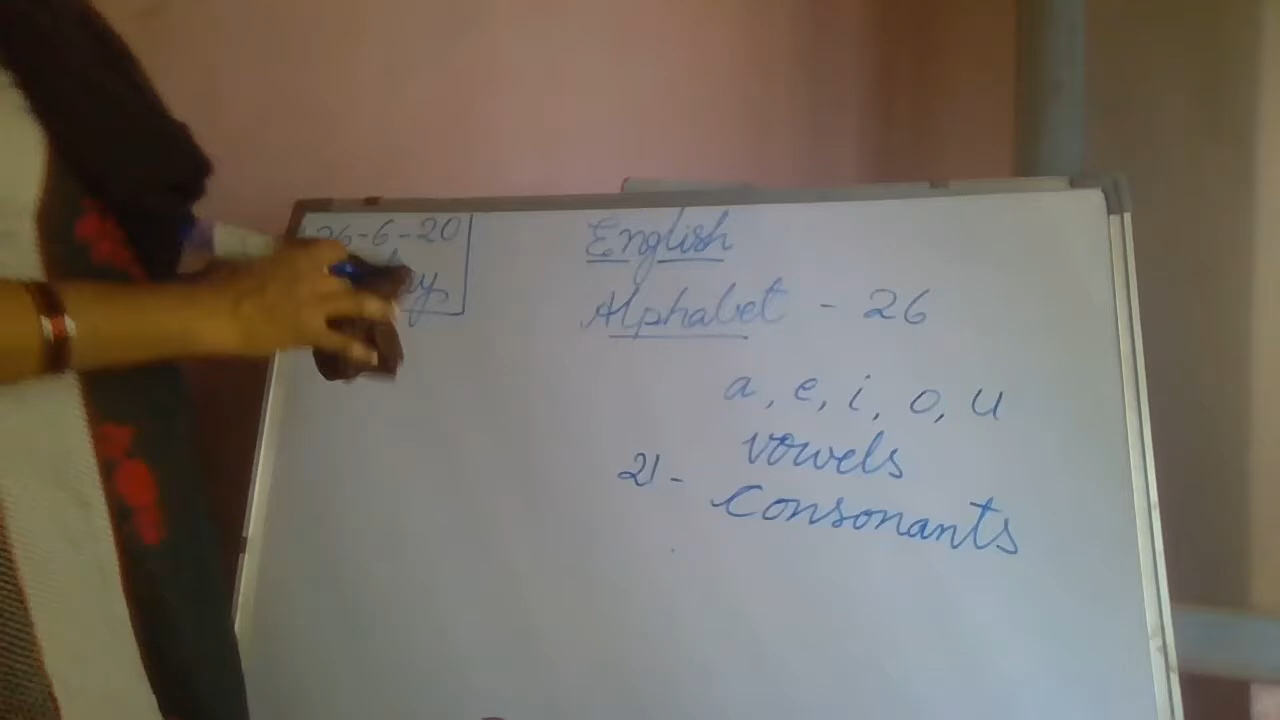 26-6-20
English
Alphabet - 26
a, e, i, o, u
vowels
21 - Consonants